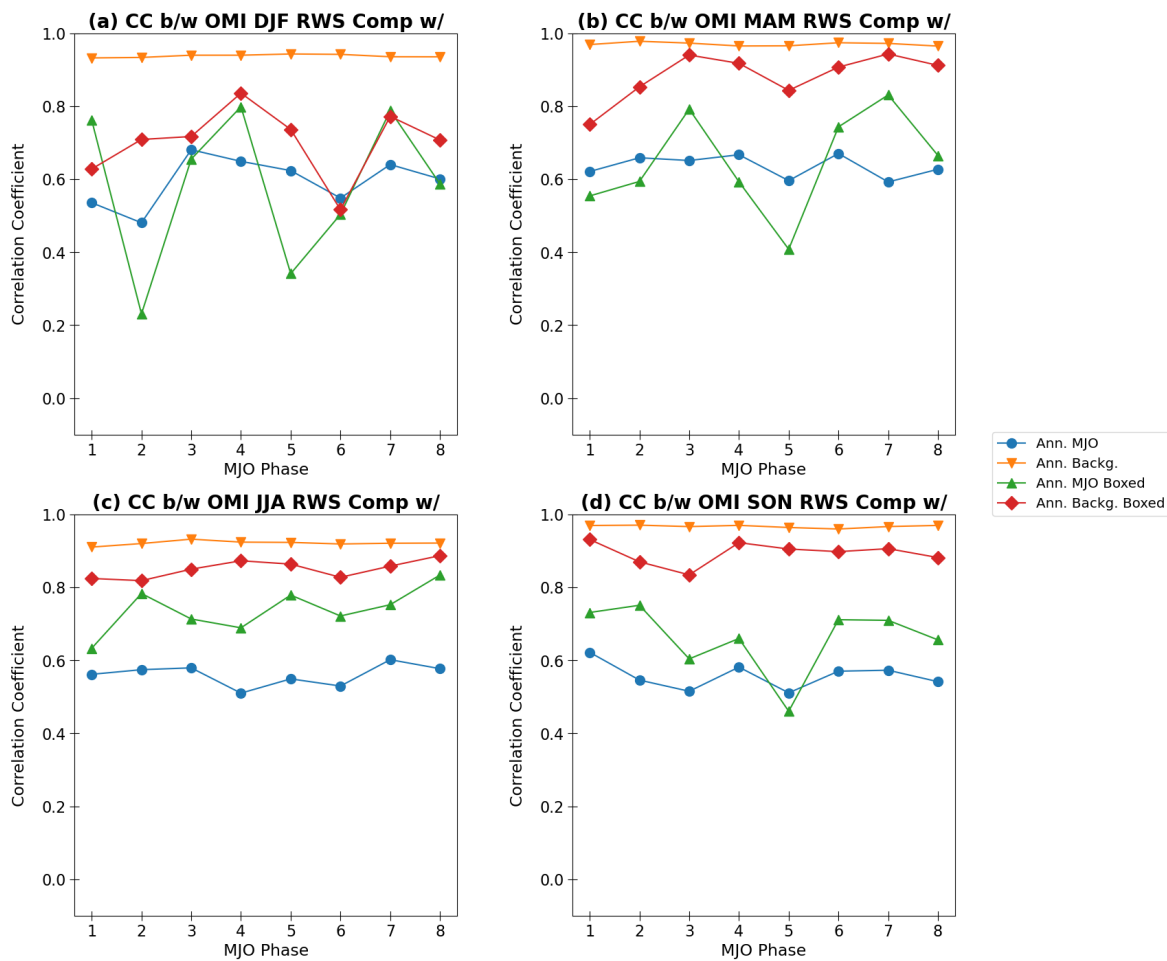 (a) CC b/w OMI DJF RWS Comp w/
1.0
0.8
0.6
0.4
0.2
0.0
Correlation Coefficient
1 2 3 4 5 6 7 8
MJO Phase
(b) CC b/w OMI MAM RWS Comp w/
1.0
0.8
0.6
0.4
0.2
0.0
Correlation Coefficient
1 2 3 4 5 6 7 8
MJO Phase
Ann. MJO
Ann. Backg.
Ann. MJO Boxed
Ann. Backg. Boxed
(c) CC b/w OMI JJA RWS Comp w/
1.0
0.8
0.6
0.4
0.2
0.0
Correlation Coefficient
1 2 3 4 5 6 7 8
MJO Phase
(d) CC b/w OMI SON RWS Comp w/
1.0
0.8
0.6
0.4
0.2
0.0
Correlation Coefficient
1 2 3 4 5 6 7 8
MJO Phase